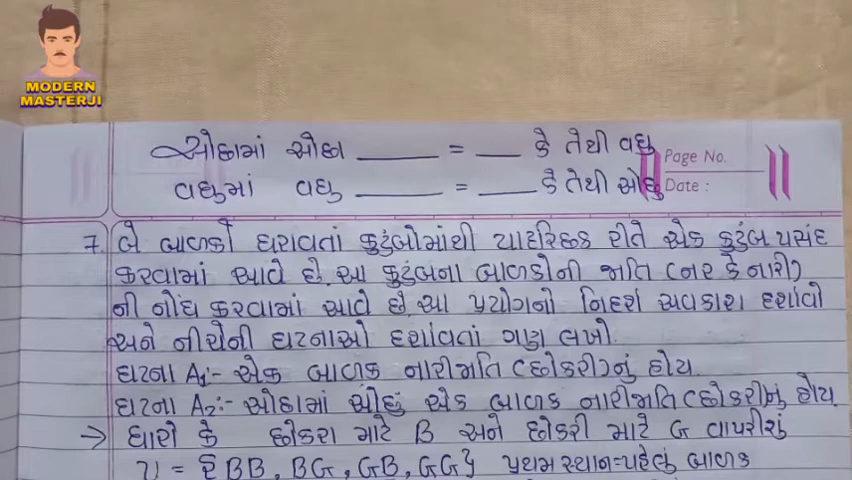 MODERN
MASTERJI
ઓછામાં ઓછા ______ = ___ કે તેથી વધુ
Page No.
વધુમાં વધુ ______ = ____ કે તેથી ઓછુ
Date :
7. બે બાળકો ધરાવતાં કુટુંબોમાંથી યાદચ્છિક રીતે એક કુટુંબ પસંદ
કરવામાં આવે છે. આ કુટુંબના બાળકોની જાતિ (નર કે નારી)
ની નોંધ કરવામાં આવે છે. આ પ્રયોગનો નિદર્શ અવકાશ દર્શાવો
અને નીચેની ઘટનાઓ દર્શાવતાં ગણ લખો.
ઘટના A₁:- એક બાળક નારીજાતિ (છોકરી)નું હોય.
ઘટના A₂:- ઓછામાં ઓછું એક બાળક નારીજાતિ (છોકરી)નું હોય.
→ ધારો કે છોકરા માટે B અને છોકરી માટે G વાપરીશું
U = {BB, BG, GB, GG} પ્રથમ સ્થાન=પહેલું બાળક